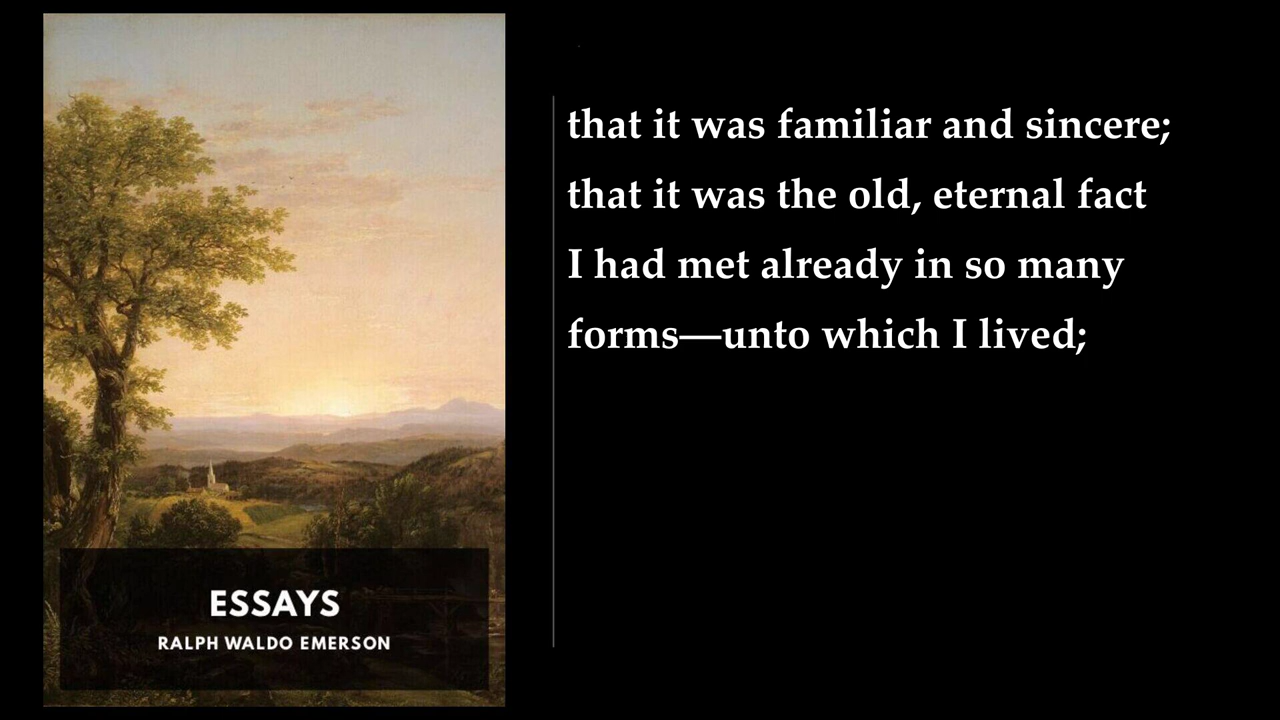 ESSAYS
RALPH WALDO EMERSON
that it was familiar and sincere;
that it was the old, eternal fact
I had met already in so many
forms—unto which I lived;